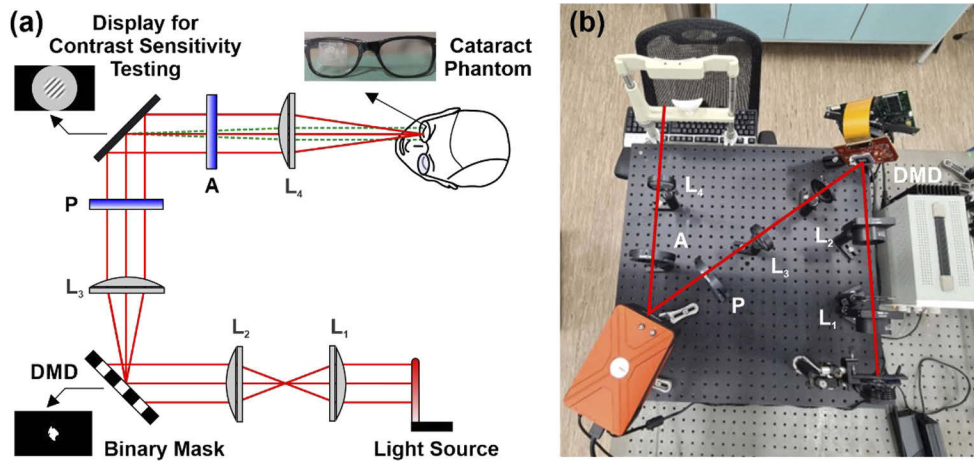 (a)
Display for
Contrast Sensitivity
Testing
Cataract
Phantom
A
L4
P
L3
L2
L1
DMD
Binary Mask
Light Source
(b)
DMD
L4
L2
A
L3
L1
P